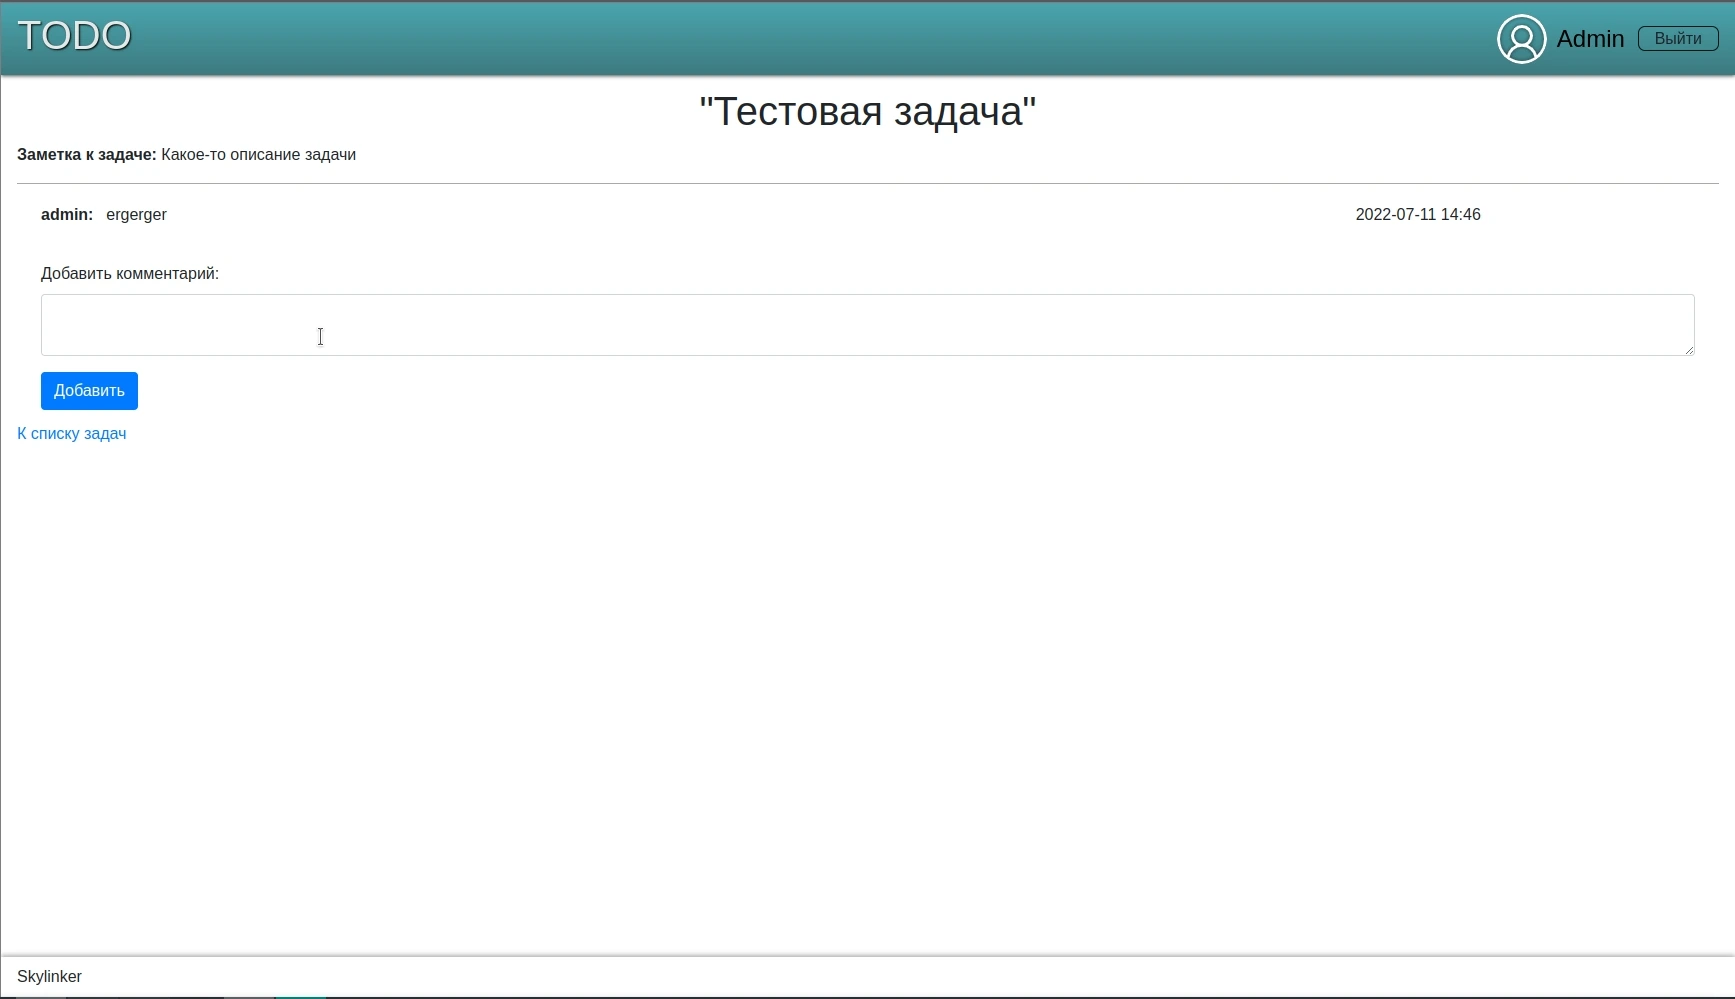 TODO
Admin Выйти
"Тестовая задача"
Заметка к задаче: Какое-то описание задачи
admin: ergerger 2022-07-11 14:46
Добавить комментарий:
Добавить
К списку задач
Skylinker